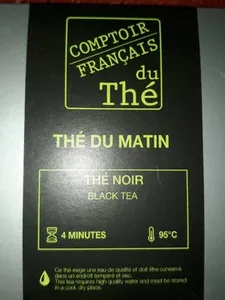 COMPTOIR
FRANÇAIS
du
Thé
THÉ DU MATIN
THÉ NOIR
BLACK TEA
4 MINUTES 95°C
Ce thé exige une eau de qualité et doit être conservé
dans un endroit tempéré et sec.
This tea requires high quality water and must be stored
in a cool, dry place.